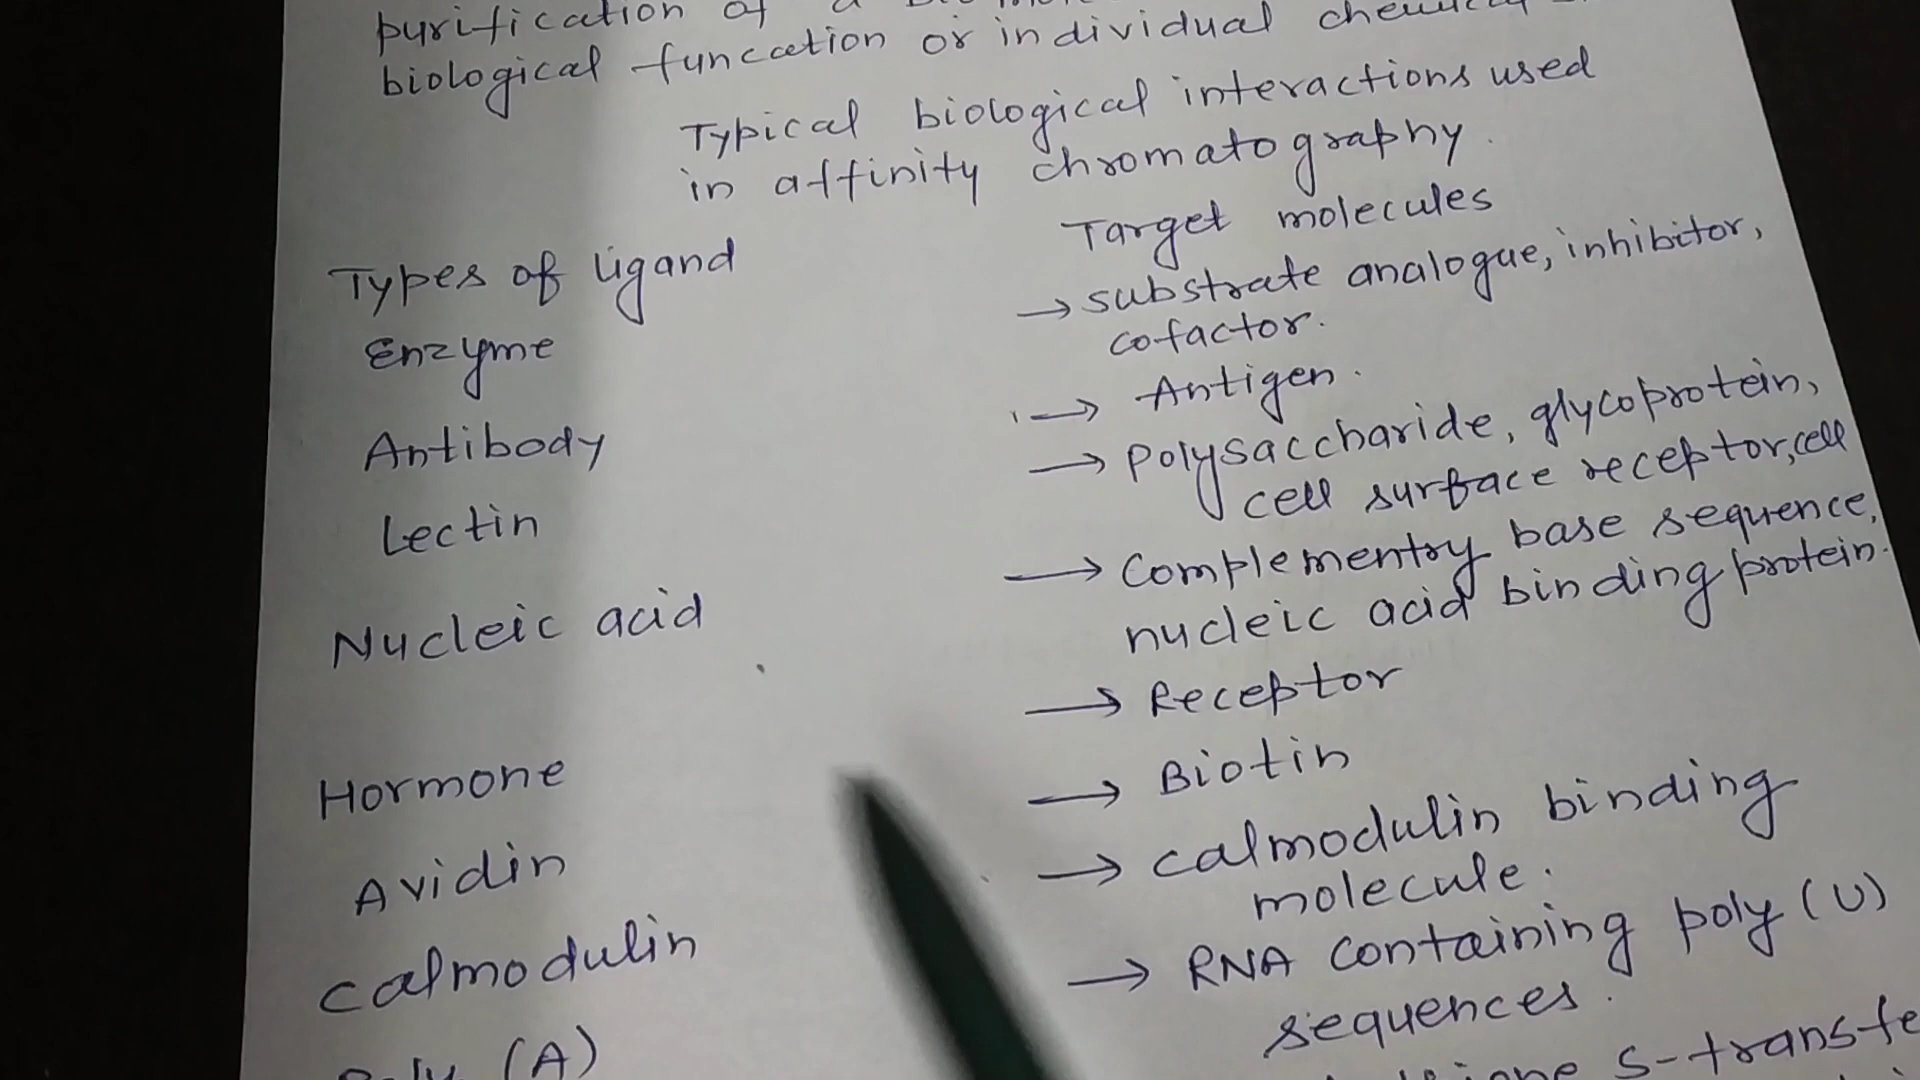 purification of a
biological funcation or individual
Typical biological interactions used
in affinity chromatography.
Types of ligand
Target molecules
Enzyme
→ substrate analogue, inhibitor,
cofactor.
Antibody
→ Antigen.
Lectin
→ Polysaccharide, glycoprotein,
cell surface receptor, cell
Nucleic acid
→ Complementry base sequence,
nucleic acid binding protein.
Hormone
→ Receptor
Avidin
→ Biotin
calmodulin
→ calmodulin binding
molecule.
Poly (A)
→ RNA containing poly (U)
sequences.